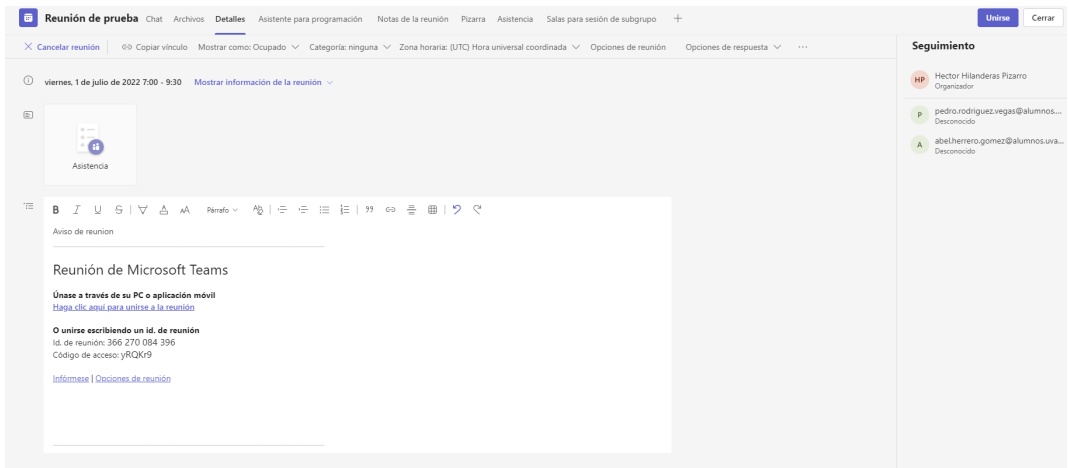 Reunión de prueba Chat Archivos Detalles Asistente para programación Notas de la reunión Pizarra Asistencia Salas para sesión de subgrupo + Unirse Cerrar
Cancelar reunión Copiar vínculo Mostrar como: Ocupado Categoría: ninguna Zona horaria: (UTC) Hora universal coordinada Opciones de reunión Opciones de respuesta ...
viernes, 1 de julio de 2022 7:00 - 9:30 Mostrar información de la reunión
Asistencia
B I U S A AA Párrafo
Aviso de reunion
Reunión de Microsoft Teams
Únase a través de su PC o aplicación móvil
Haga clic aquí para unirse a la reunión
O unirse escribiendo un id. de reunión
Id. de reunión: 366 270 084 396
Código de acceso: yRQKr9
Infórmese | Opciones de reunión
Seguimiento
HP Hector Hilanderas Pizarro
Organizador
P pedro.rodriguez.vegas@alumnos....
Desconocido
A abel.herrero.gomez@alumnos.uva...
Desconocido